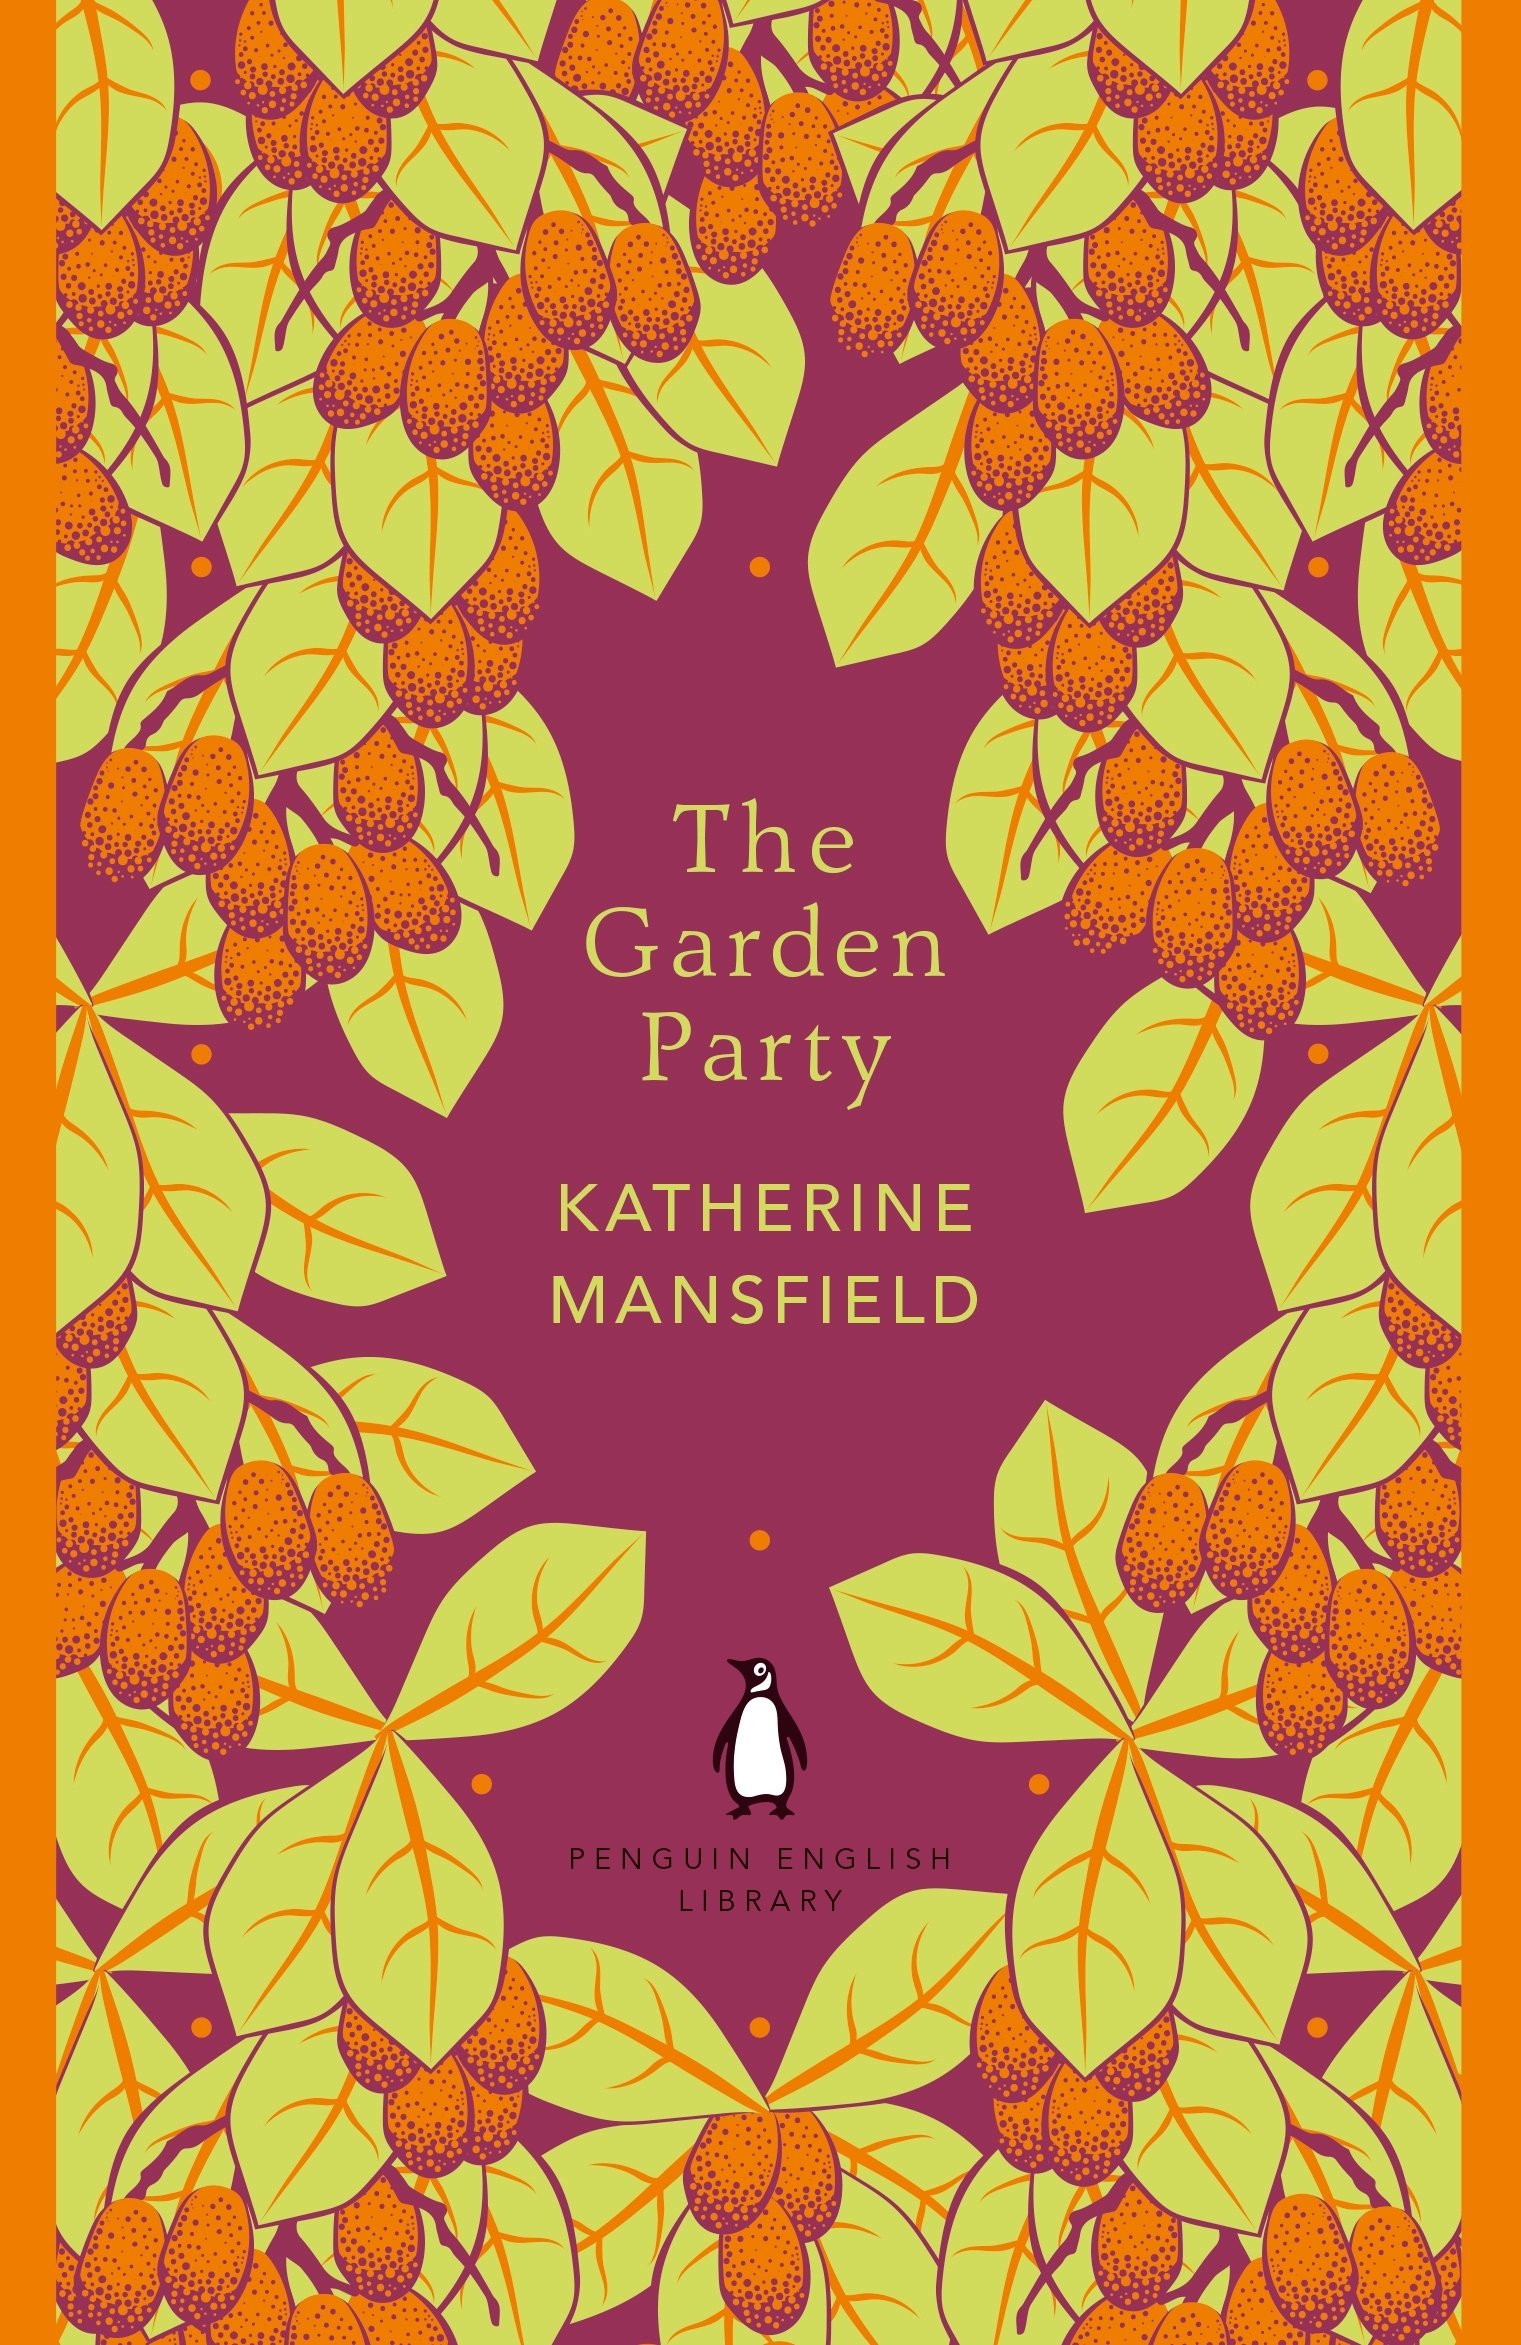 The
Garden
Party
KATHERINE
MANSFIELD
PENGUIN ENGLISH
LIBRARY